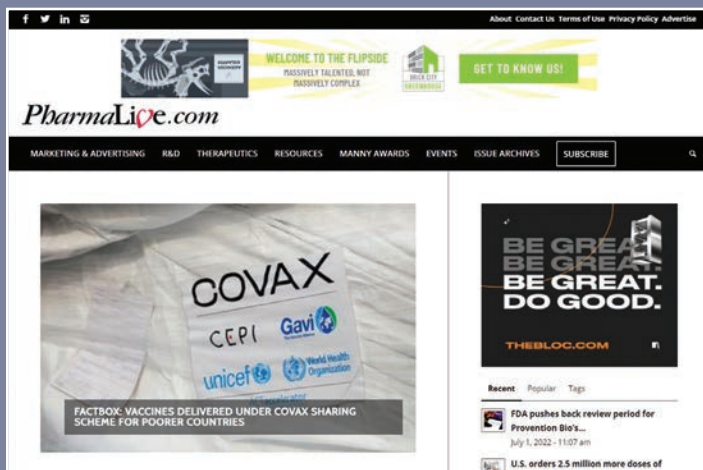 About Contact Us Terms of Use Privacy Policy Advertise
WELCOME TO THE FLIPSIDE
MASSIVELY TALENTED, NOT
MASSIVELY COMPLEX
BRICK CITY
GREENHOUSE
GET TO KNOW US!
PharmaLive.com
MARKETING & ADVERTISING R&D THERAPEUTICS RESOURCES MANNY AWARDS EVENTS ISSUE ARCHIVES SUBSCRIBE
COVAX
CEPI Gavi
unicef World Health
Organization
FACTBOX: VACCINES DELIVERED UNDER COVAX SHARING
SCHEME FOR POORER COUNTRIES
BE GREAT.
BE GREAT.
BE GREAT.
DO GOOD.
THEBLOC.COM
Recent Popular Tags
FDA pushes back review period for
Provention Bio's...
July 1, 2022 - 11:07 am
U.S. orders 2.5 million more doses of